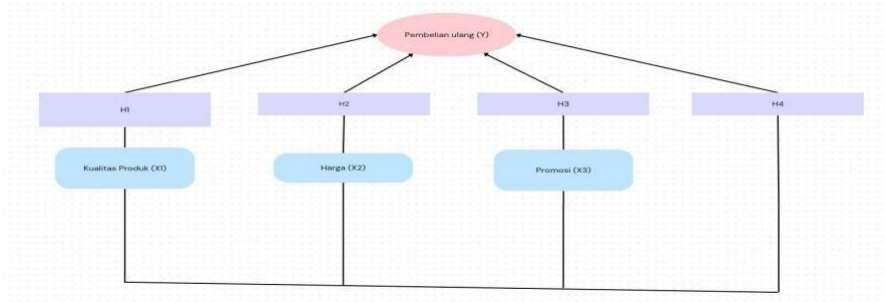 Pembelian ulang (Y)
H1
H2
H3
H4
Kualitas Produk (X1)
Harga (X2)
Promosi (X3)